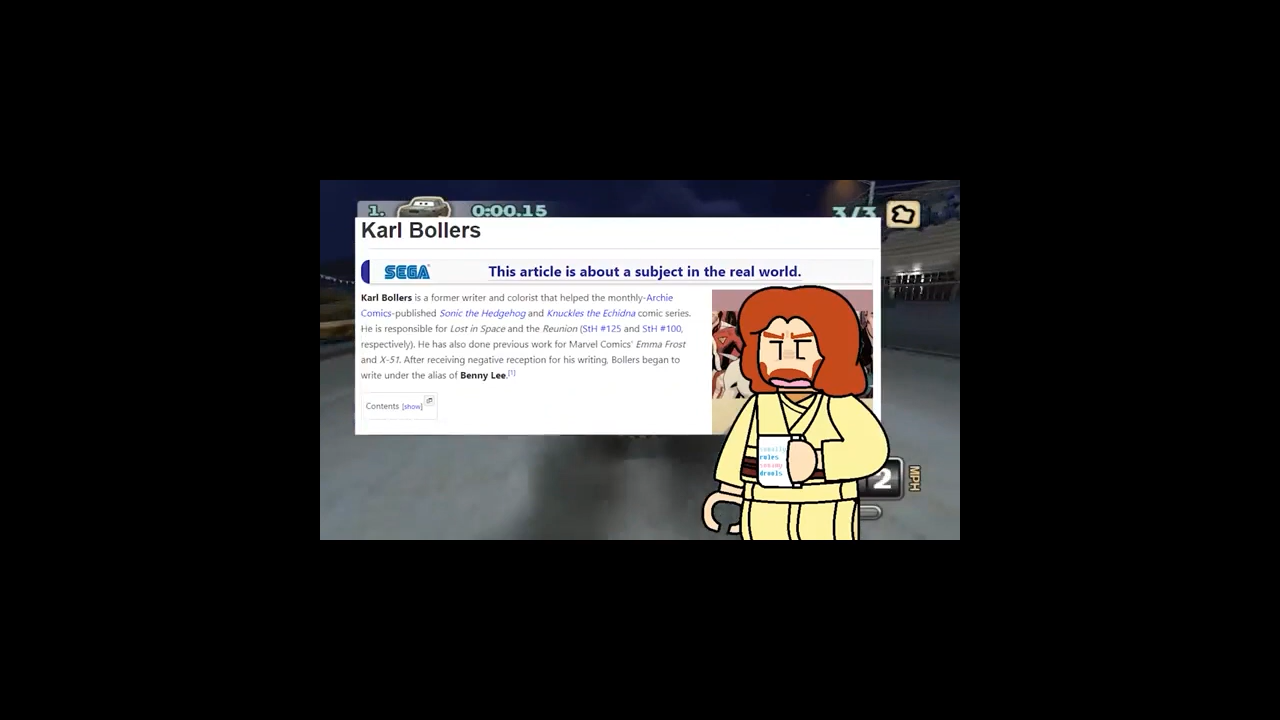 1. 0:00.15 3/3
Karl Bollers
SEGA This article is about a subject in the real world.
Karl Bollers is a former writer and colorist that helped the monthly-Archie
Comics-published Sonic the Hedgehog and Knuckles the Echidna comic series.
He is responsible for Lost in Space and the Reunion (StH #125 and StH #100,
respectively). He has also done previous work for Marvel Comics' Emma Frost
and X-51. After receiving negative reception for his writing, Bollers began to
write under the alias of Benny Lee.[1]
Contents [show]
rules
drools
2 MPH